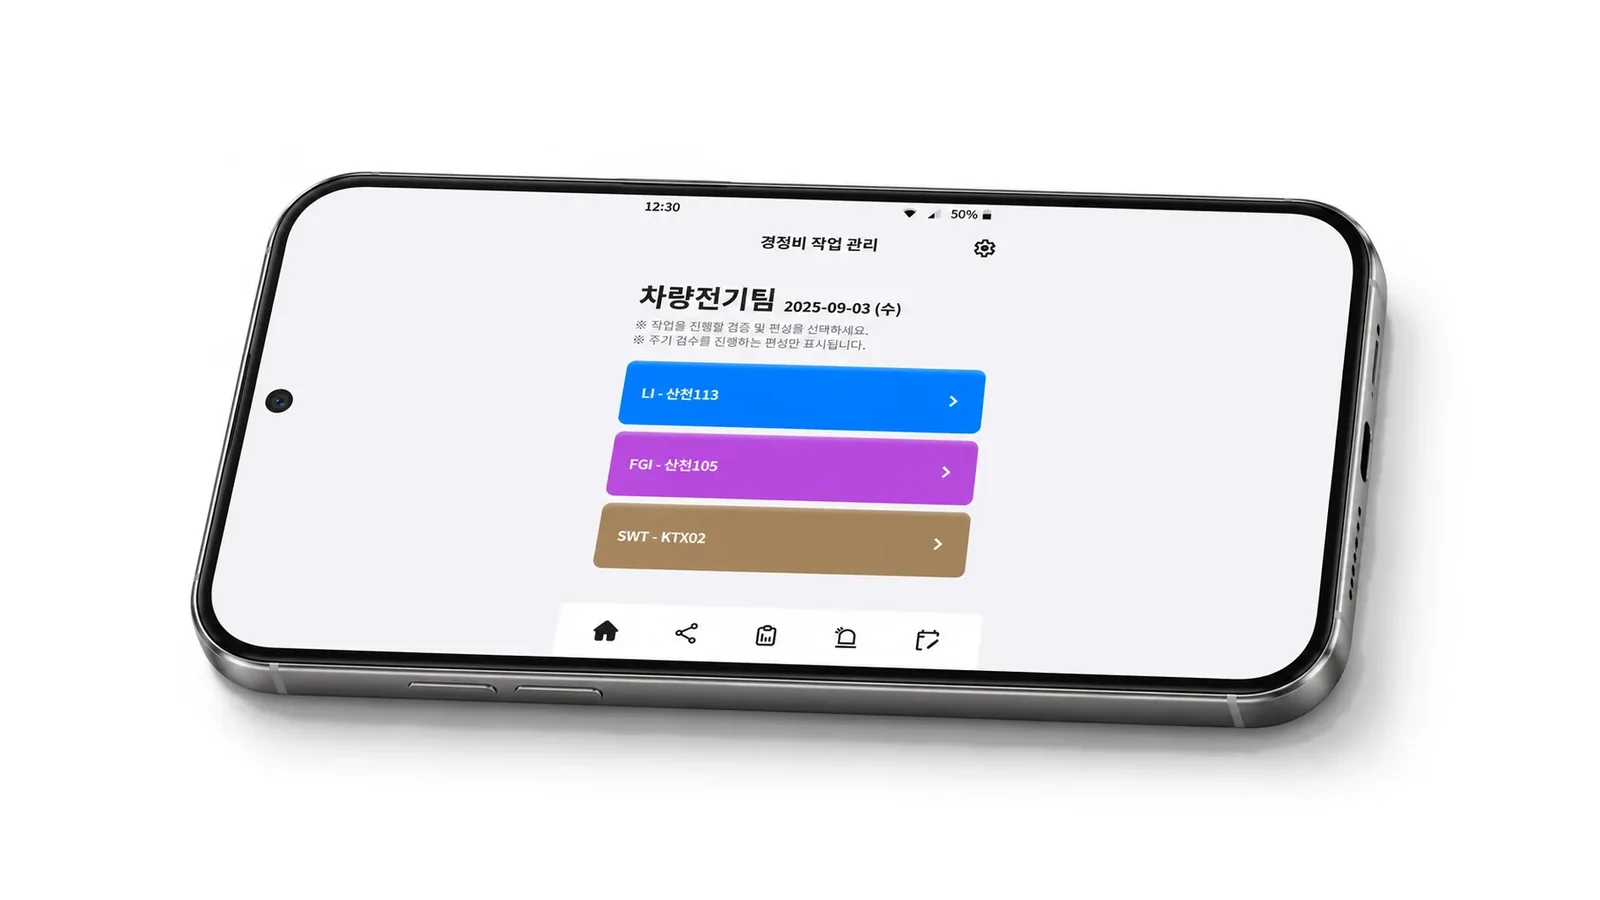 12:30
50%
경정비 작업 관리
차량전기팀 2025-09-03 (수)
※ 작업을 진행할 검증 및 편성을 선택하세요.
※ 주기 검수를 진행하는 편성만 표시됩니다.
LI - 산천113
FGI - 산천105
SWT - KTX02